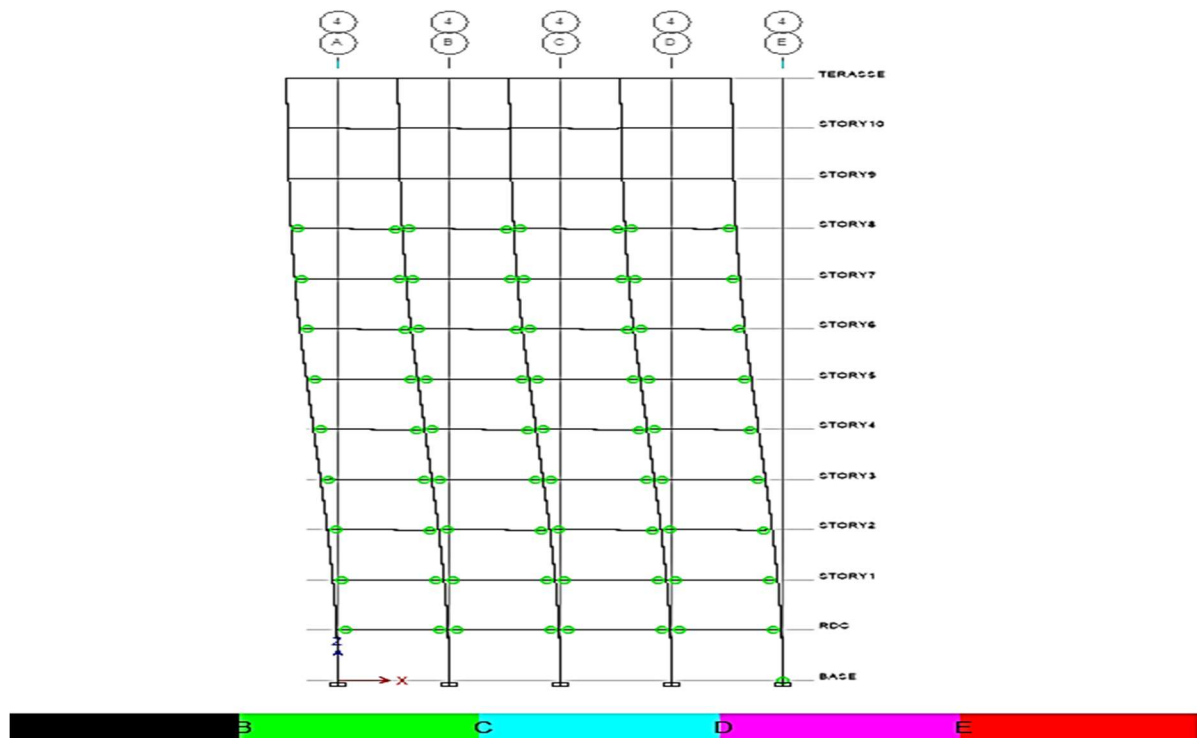 4 4 4 4 4
A B C D E
TERASSE
STORY10
STORY9
STORY8
STORY7
STORY6
STORY5
STORY4
STORY3
STORY2
STORY1
RDC
Z
X
BASE
B C D E